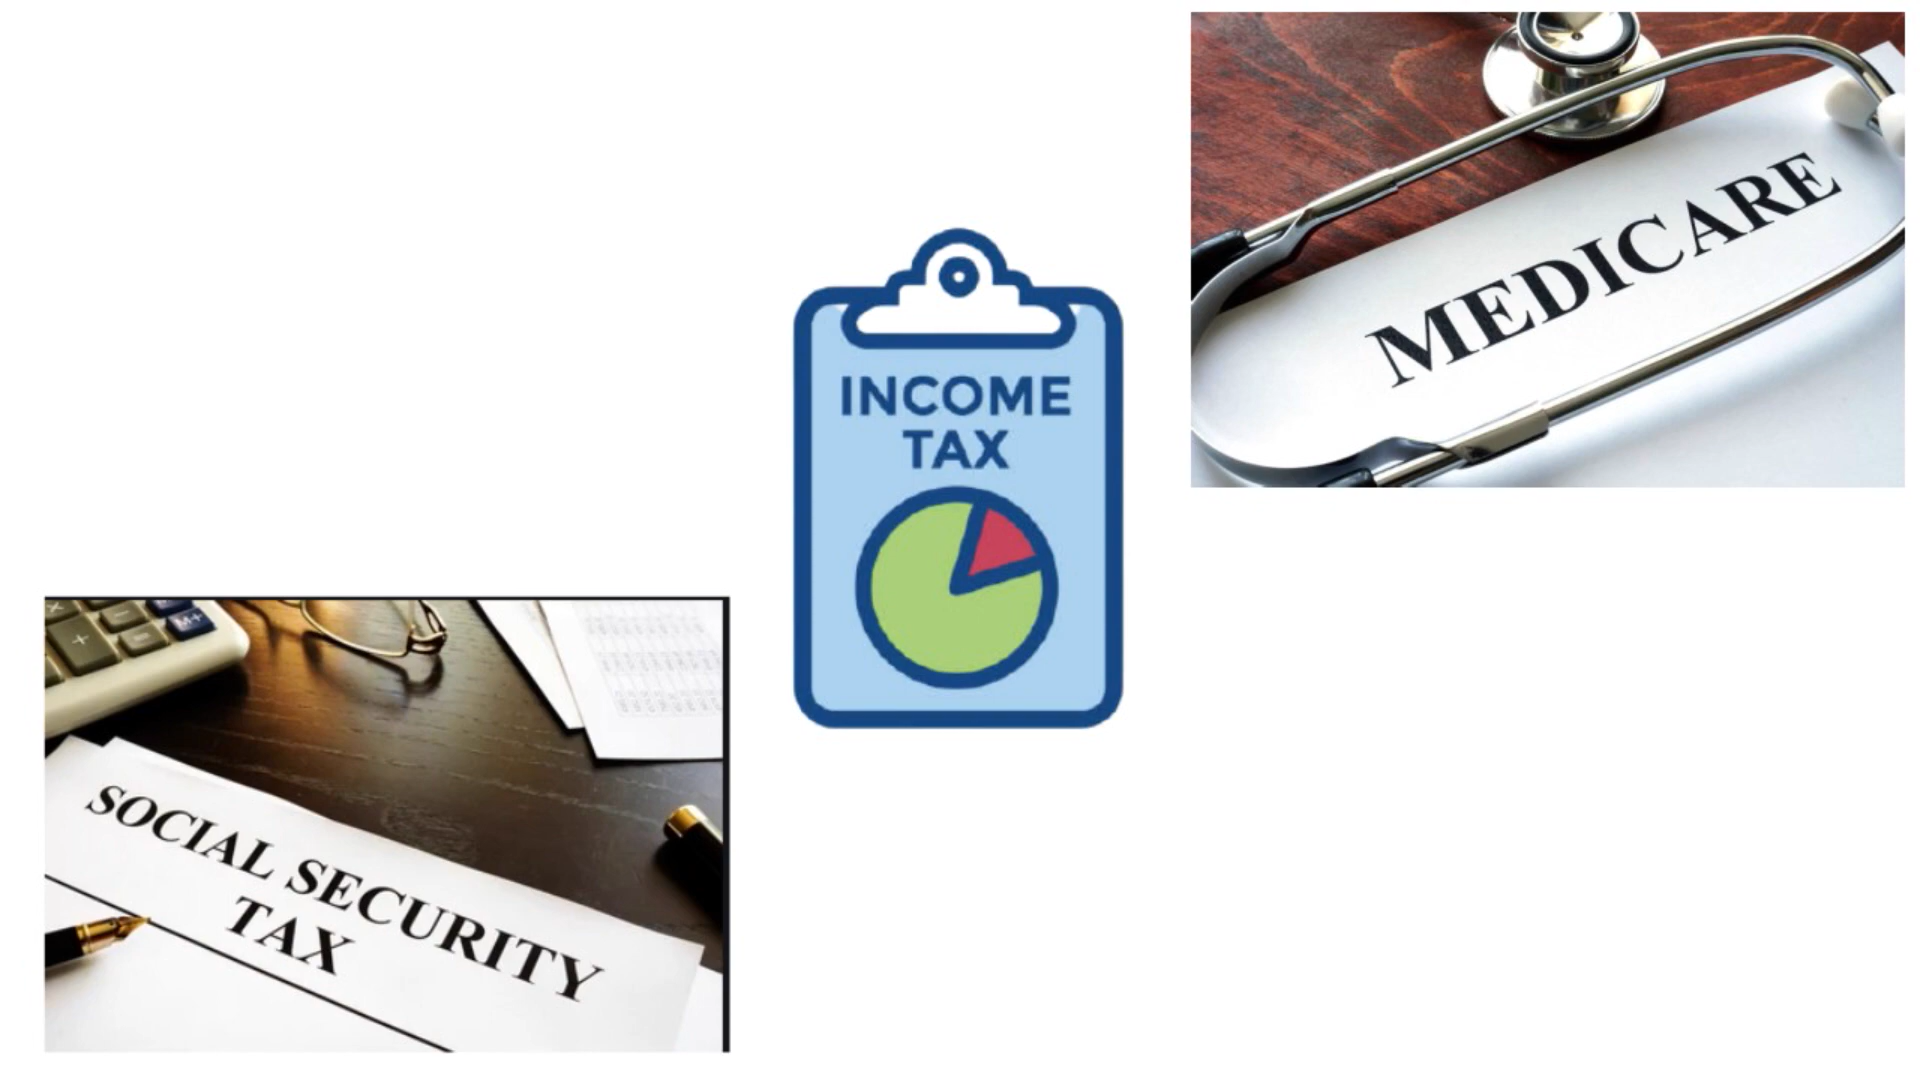 MEDICARE
INCOME
TAX
M+
SOCIAL SECURITY
TAX